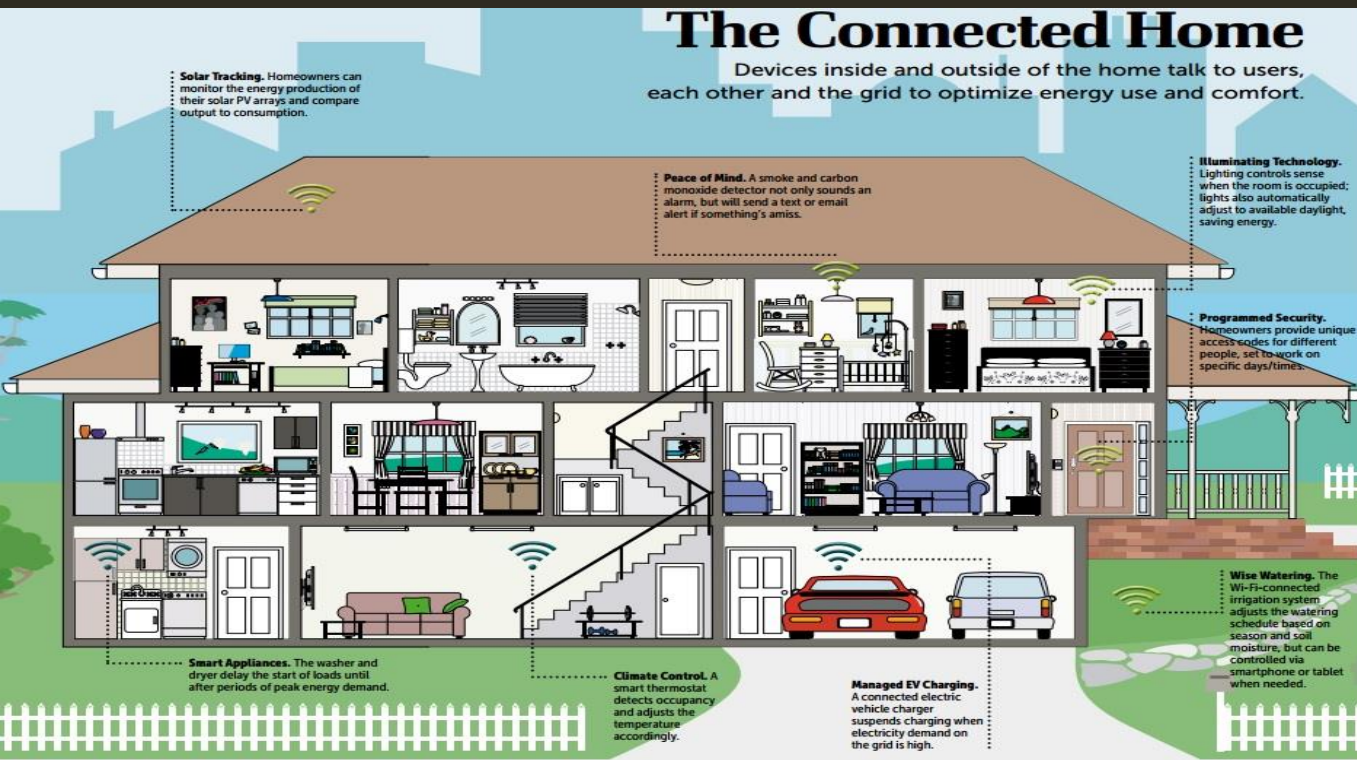 The Connected Home
Devices inside and outside of the home talk to users,
each other and the grid to optimize energy use and comfort.
Solar Tracking. Homeowners can
monitor the energy production of
their solar PV arrays and compare
output to consumption.
Peace of Mind. A smoke and carbon
monoxide detector not only sounds an
alarm, but will send a text or email
alert if something's amiss.
Illuminating Technology.
Lighting controls sense
when the room is occupied;
lights also automatically
adjust to available daylight,
saving energy.
Programmed Security.
Homeowners provide unique
access codes for different
people, set to work on
specific days/times.
Wise Watering. The
Wi-Fi-connected
irrigation system
adjusts the watering
schedule based on
season and soil
moisture, but can be
controlled via
smartphone or tablet
when needed.
Smart Appliances. The washer and
dryer delay the start of loads until
after periods of peak energy demand.
Climate Control. A
smart thermostat
detects occupancy
and adjusts the
temperature
accordingly.
Managed EV Charging.
A connected electric
vehicle charger
suspends charging when
electricity demand on
the grid is high.